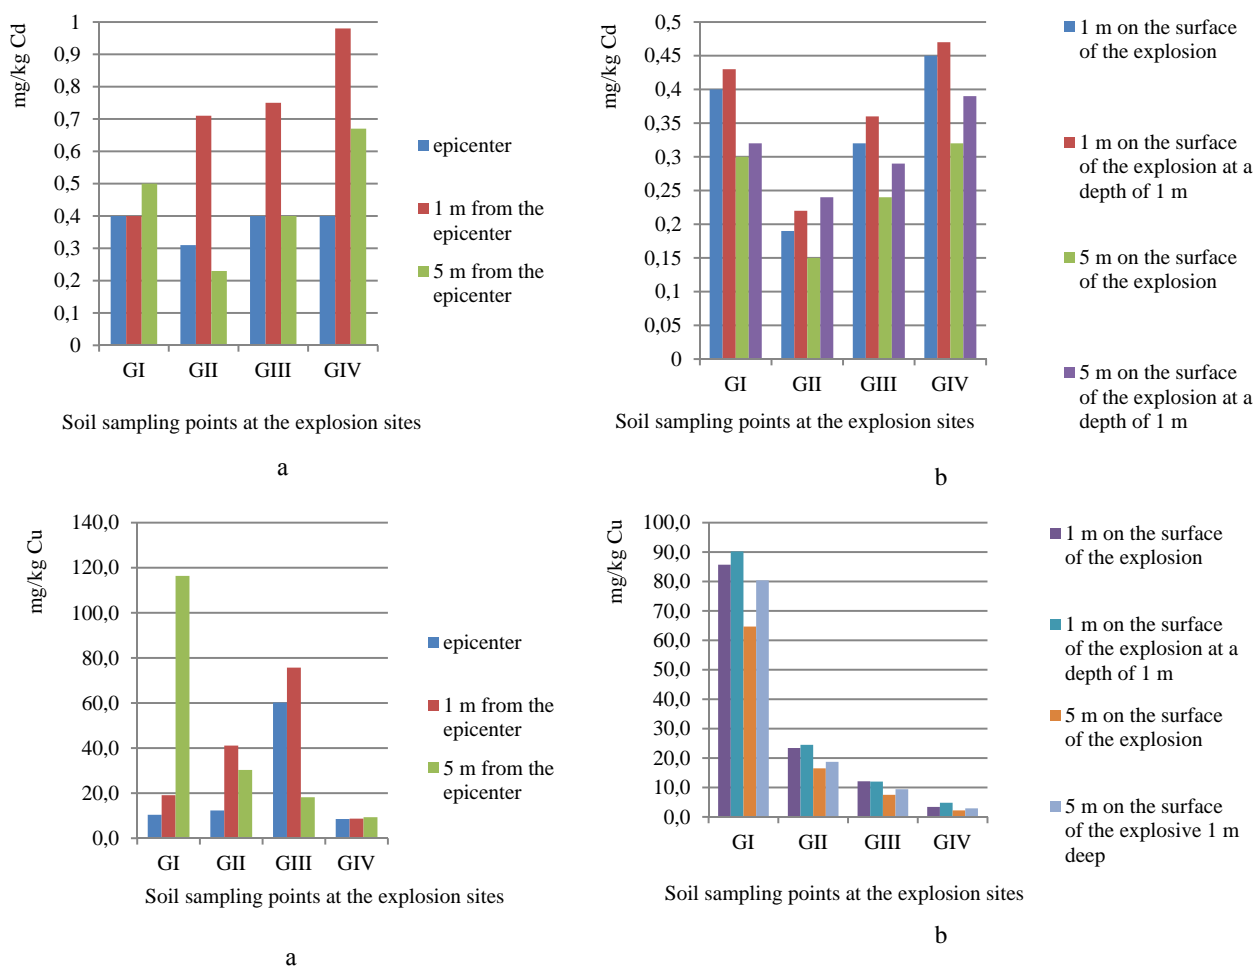 mg/kg Cd
1
0,9
0,8
0,7
0,6
0,5
0,4
0,3
0,2
0,1
0
GI
GII
GIII
GIV
Soil sampling points at the explosion sites
epicenter
1 m from the
epicenter
5 m from the
epicenter
a
mg/kg Cd
0,5
0,45
0,4
0,35
0,3
0,25
0,2
0,15
0,1
0,05
0
GI
GII
GIII
GIV
Soil sampling points at the explosion sites
1 m on the surface
of the explosion
1 m on the surface
of the explosion at a
depth of 1 m
5 m on the surface
of the explosion
5 m on the surface
of the explosion at a
depth of 1 m
b
mg/kg Cu
140,0
120,0
100,0
80,0
60,0
40,0
20,0
0,0
GI
GII
GIII
GIV
Soil sampling points at the explosion sites
epicenter
1 m from the
epicenter
5 m from the
epicenter
a
mg/kg Cu
100,0
90,0
80,0
70,0
60,0
50,0
40,0
30,0
20,0
10,0
0,0
GI
GII
GIII
GIV
Soil sampling points at the explosion sites
1 m on the surface
of the explosion
1 m on the surface
of the explosion at a
depth of 1 m
5 m on the surface
of the explosion
5 m on the surface
of the explosive 1 m
deep
b